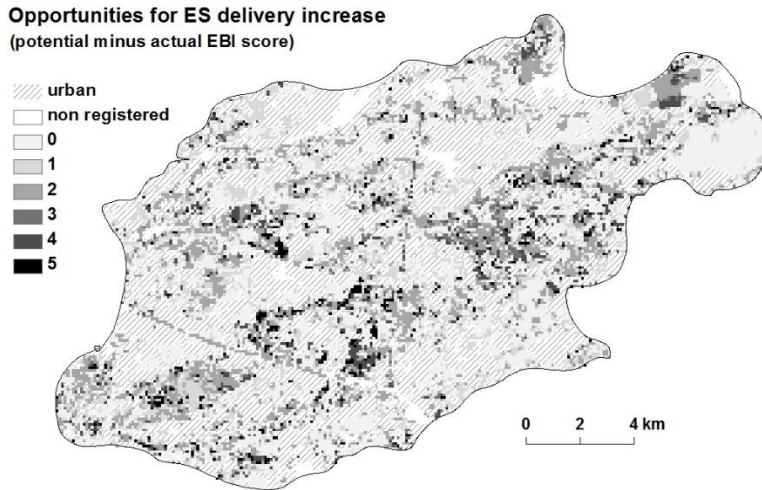 Opportunities for ES delivery increase
(potential minus actual EBI score)
urban
non registered
0
1
2
3
4
5
0 2 4 km